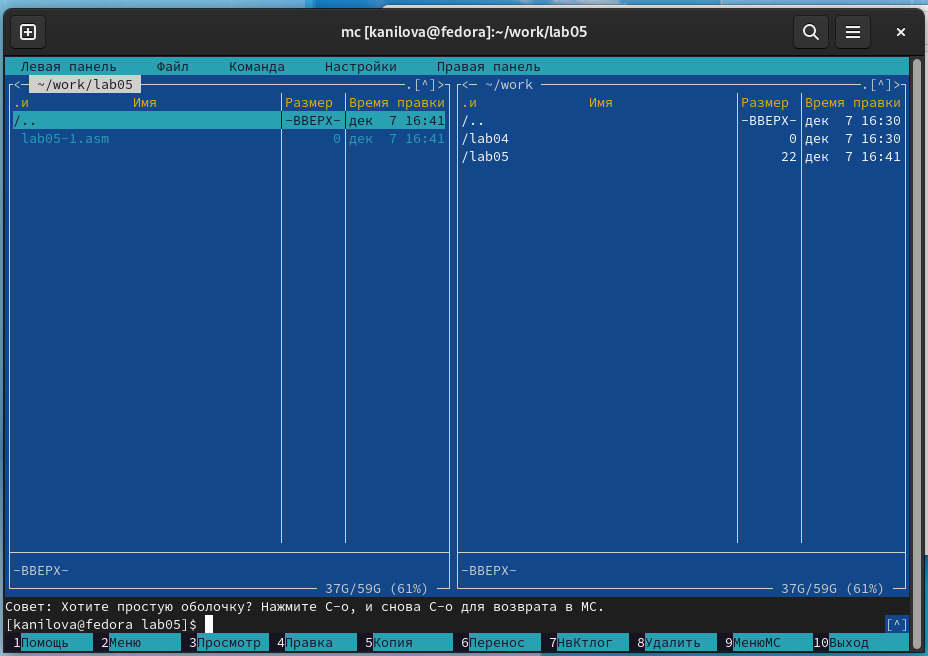 mc [kanilova@fedora]:~/work/lab05
Левая панель Файл Команда Настройки Правая панель
<─ ~/work/lab05 .[^]> <─ ~/work .[^]>
.и Имя Размер Время правки .и Имя Размер Время правки
/.. -ВВЕРХ- дек 7 16:41 /.. -ВВЕРХ- дек 7 16:30
lab05-1.asm 0 дек 7 16:41 /lab04 0 дек 7 16:30
/lab05 22 дек 7 16:41
-ВВЕРХ- -ВВЕРХ-
37G/59G (61%) 37G/59G (61%)
Совет: Хотите простую оболочку? Нажмите C-o, и снова C-o для возврата в MC.
[kanilova@fedora lab05]$ [^]
1Помощь 2Меню 3Просмотр 4Правка 5Копия 6Перенос 7НвКтлог 8Удалить 9МенюMC 10Выход